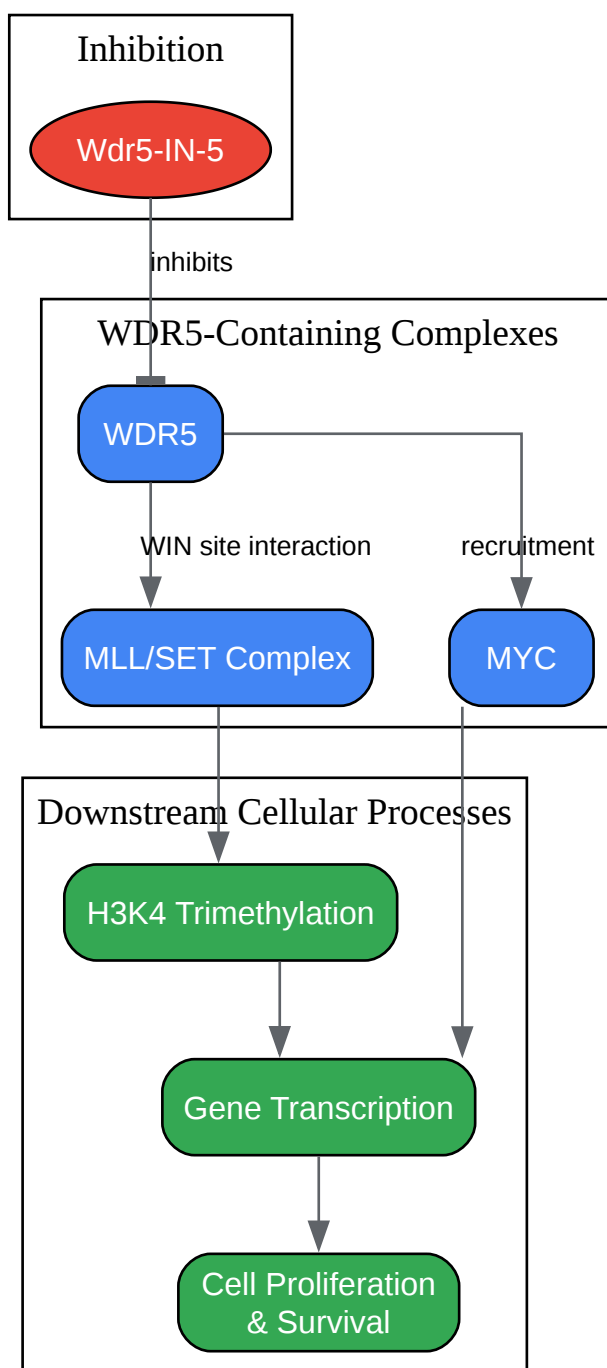 Inhibition
Wdr5-IN-5
inhibits
WDR5-Containing Complexes
WDR5
WIN site interaction
recruitment
MLL/SET Complex
MYC
Downstream Cellular Processes
H3K4 Trimethylation
Gene Transcription
Cell Proliferation
& Survival